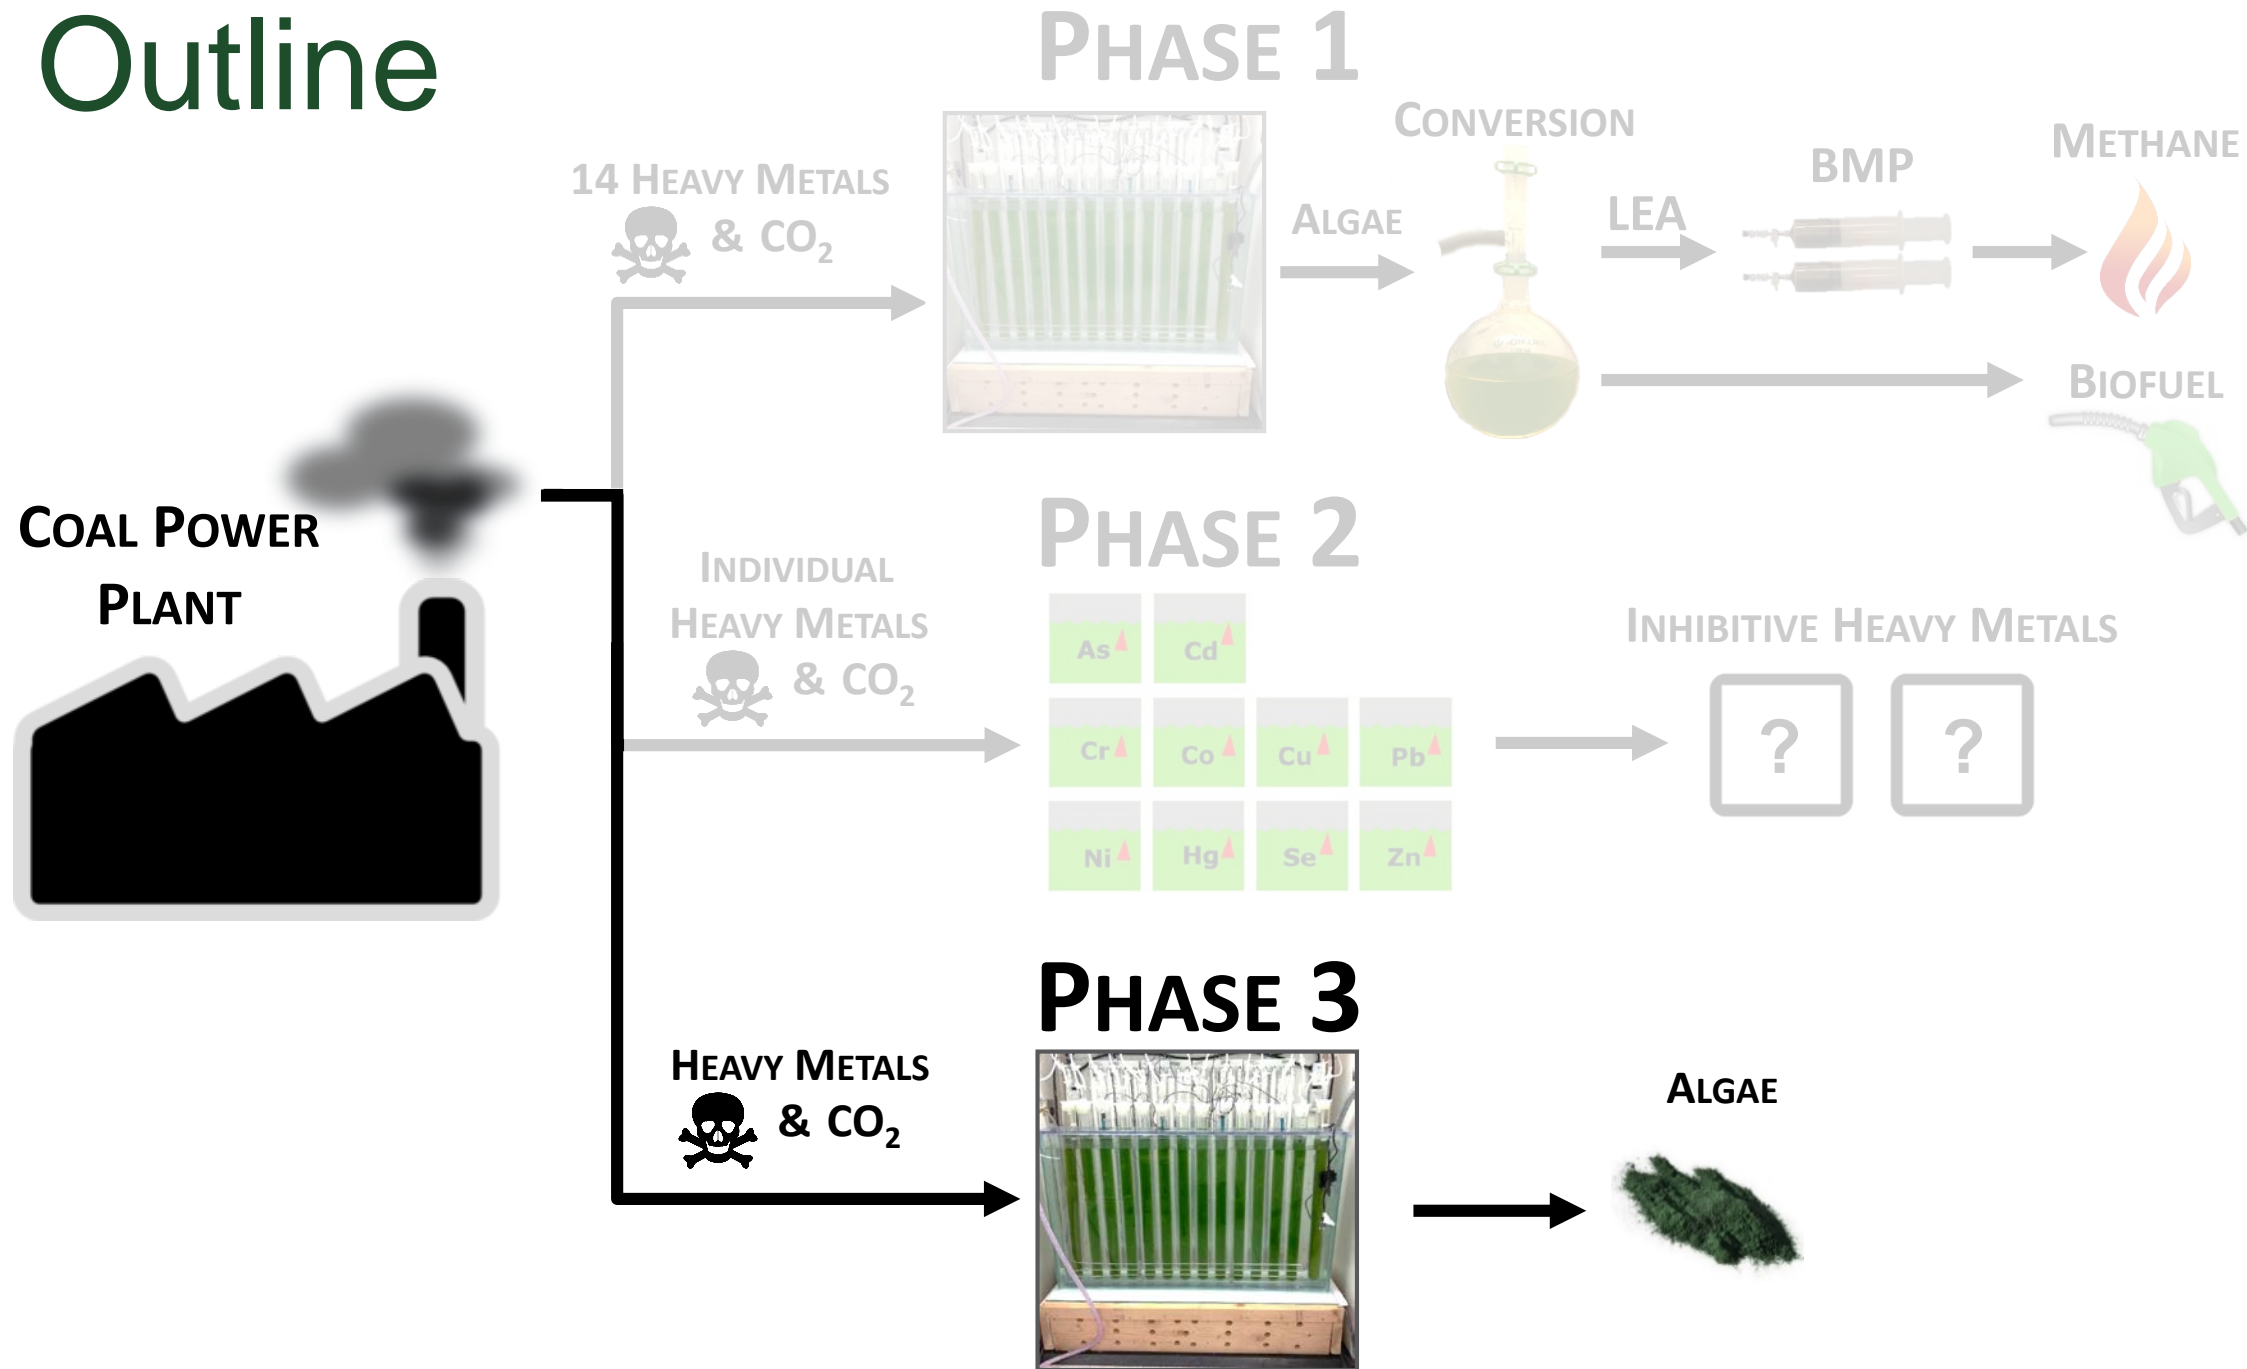 Outline
PHASE 1
CONVERSION
METHANE
BMP
14 HEAVY METALS
& CO₂
ALGAE
LEA
BIOFUEL
COAL POWER
PLANT
PHASE 2
INDIVIDUAL
HEAVY METALS
& CO₂
As Cd
Cr Co Cu Pb
Ni Hg Se Zn
INHIBITIVE HEAVY METALS
? ?
PHASE 3
HEAVY METALS
& CO₂
ALGAE